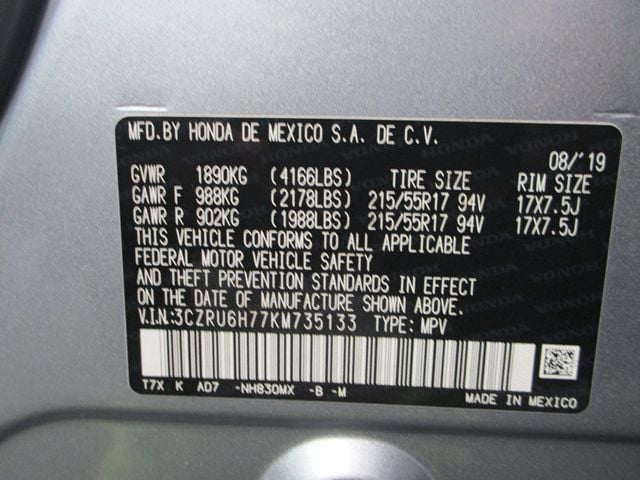 MFD.BY HONDA DE MEXICO S.A. DE C.V.
08/'19
GVWR 1890KG (4166LBS) TIRE SIZE RIM SIZE
GAWR F 988KG (2178LBS) 215/55R17 94V 17X7.5J
GAWR R 902KG (1988LBS) 215/55R17 94V 17X7.5J
THIS VEHICLE CONFORMS TO ALL APPLICABLE
FEDERAL MOTOR VEHICLE SAFETY
AND THEFT PREVENTION STANDARDS IN EFFECT
ON THE DATE OF MANUFACTURE SHOWN ABOVE.
V.I.N:3CZRU6H77KM735133 TYPE: MPV
T7X K AD7 -NH830MX -B -M
MADE IN MEXICO